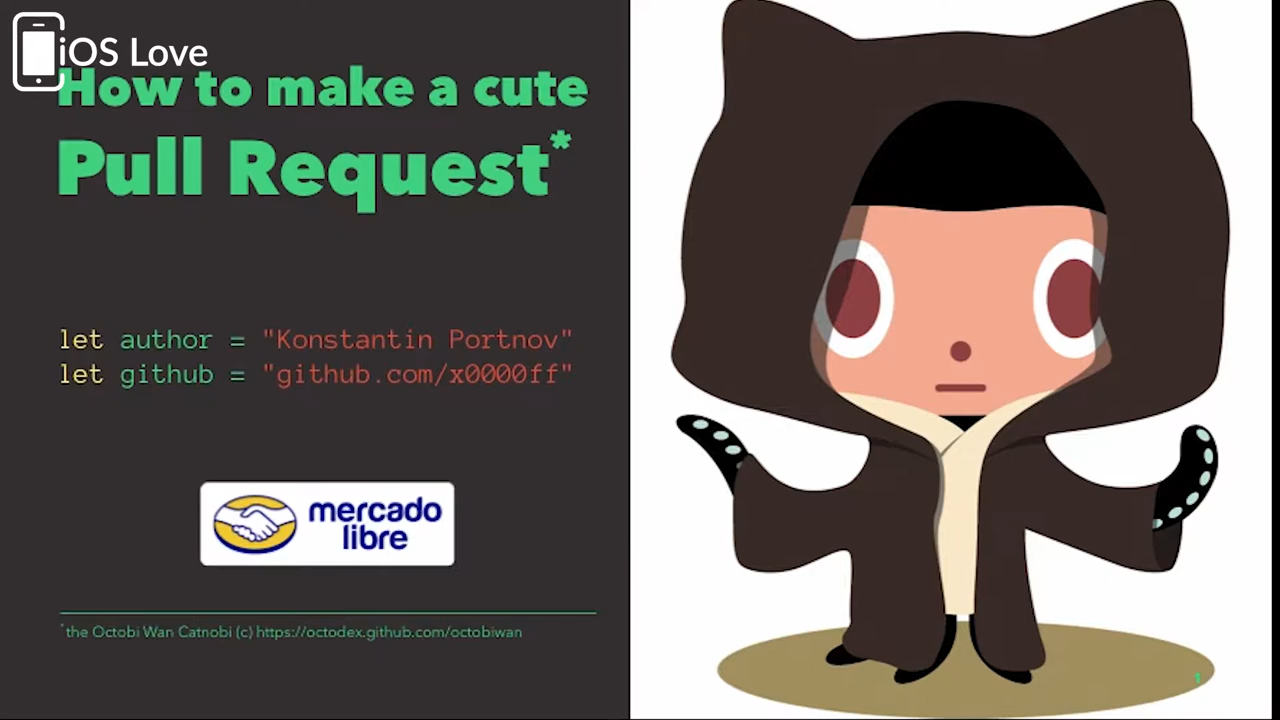 iOS Love
How to make a cute
Pull Request*
let author = "Konstantin Portnov"
let github = "github.com/x0000ff"
mercado
libre
*the Octobi Wan Catnobi (c) https://octodex.github.com/octobiwan
1